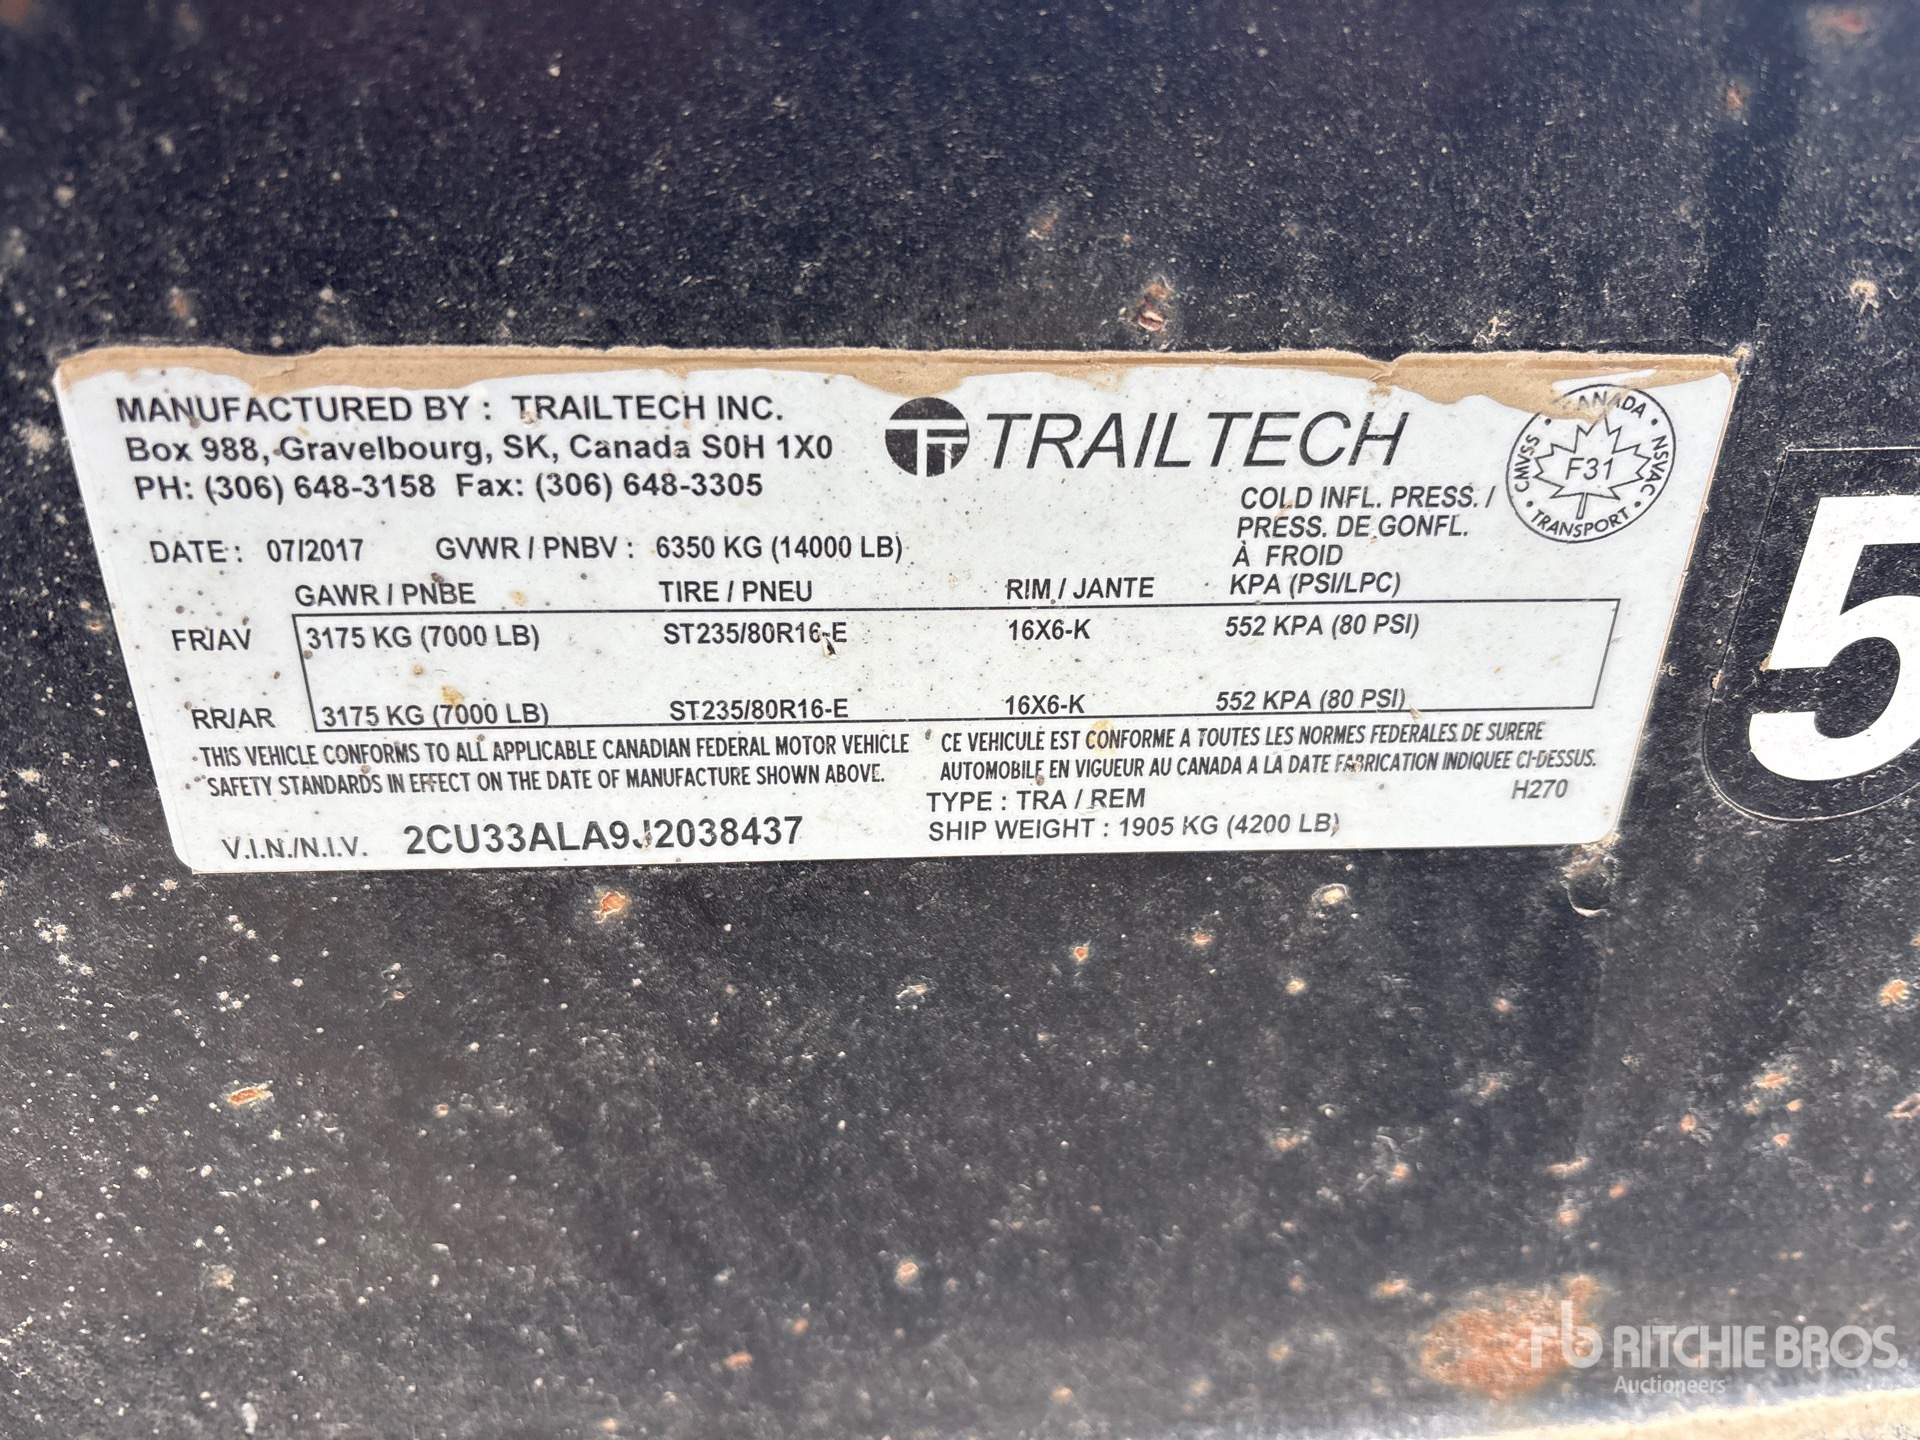 MANUFACTURED BY : TRAILTECH INC.
Box 988, Gravelbourg, SK, Canada S0H 1X0
PH: (306) 648-3158 Fax: (306) 648-3305
TRAILTECH
CANADA
CMVSS F31 NSVAC
TRANSPORT
COLD INFL. PRESS. /
PRESS. DE GONFL.
À FROID
DATE : 07/2017 GVWR / PNBV : 6350 KG (14000 LB)
GAWR / PNBE TIRE / PNEU RIM / JANTE KPA (PSI/LPC)
FR/AV 3175 KG (7000 LB) ST235/80R16-E 16X6-K 552 KPA (80 PSI)
RR/AR 3175 KG (7000 LB) ST235/80R16-E 16X6-K 552 KPA (80 PSI)
THIS VEHICLE CONFORMS TO ALL APPLICABLE CANADIAN FEDERAL MOTOR VEHICLE
SAFETY STANDARDS IN EFFECT ON THE DATE OF MANUFACTURE SHOWN ABOVE.
CE VEHICULE EST CONFORME A TOUTES LES NORMES FEDERALES DE SURERE
AUTOMOBILE EN VIGUEUR AU CANADA A LA DATE FABRICATION INDIQUEE CI-DESSUS.
TYPE : TRA / REM H270
V.I.N./N.I.V. 2CU33ALA9J2038437
SHIP WEIGHT : 1905 KG (4200 LB)
5
rb RITCHIE BROS.
Auctioneers